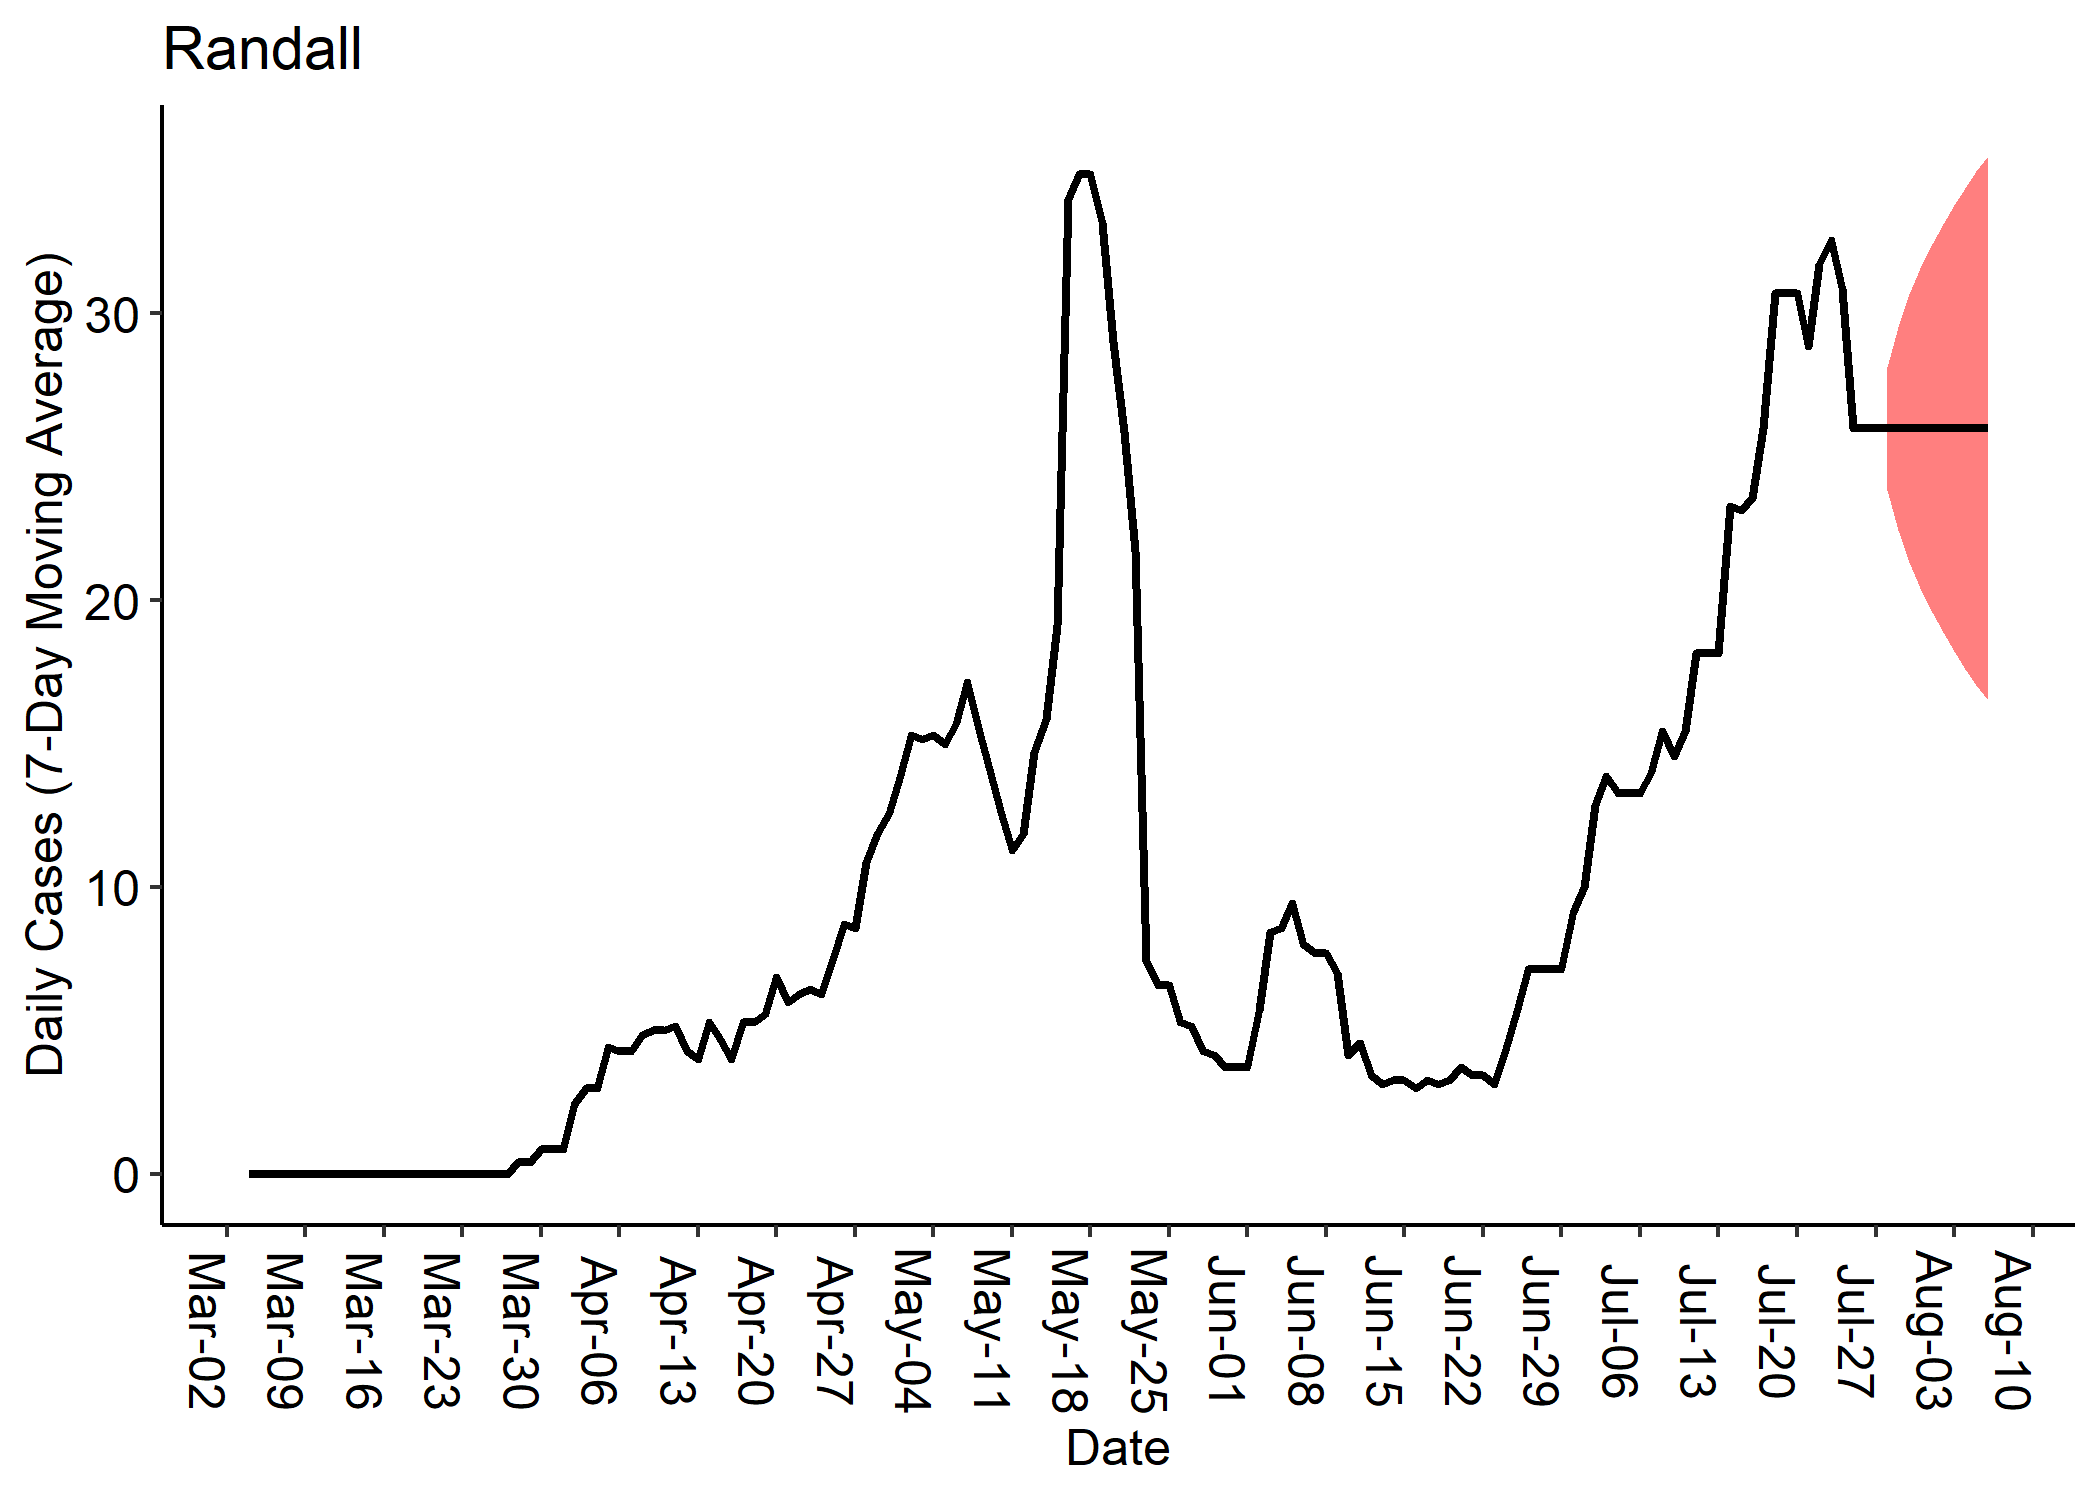 Randall
Daily Cases (7-Day Moving Average)
30
20
10
0
Mar-02
Mar-09
Mar-16
Mar-23
Mar-30
Apr-06
Apr-13
Apr-20
Apr-27
May-04
May-11
May-18
May-25
Jun-01
Jun-08
Jun-15
Jun-22
Jun-29
Jul-06
Jul-13
Jul-20
Jul-27
Aug-03
Aug-10
Date